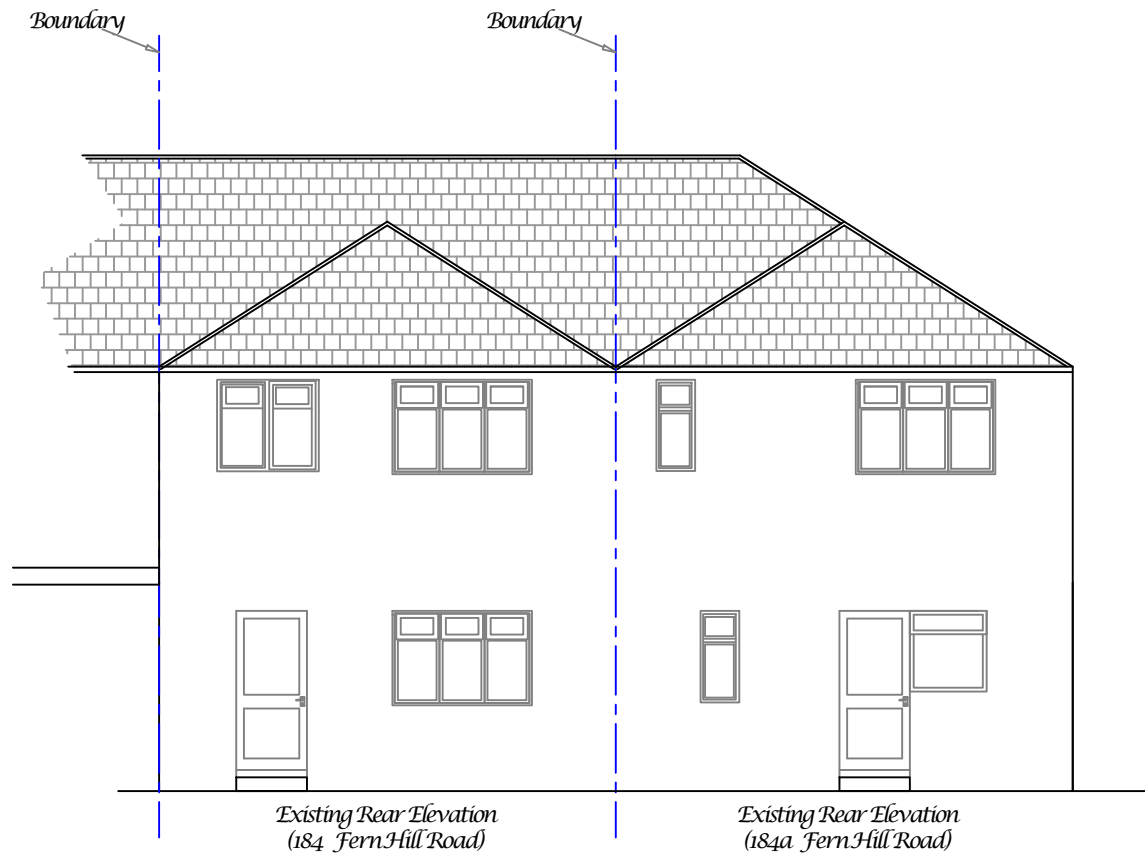 Boundary
Boundary
Existing Rear Elevation
(184 Fern Hill Road)
Existing Rear Elevation
(184a Fern Hill Road)